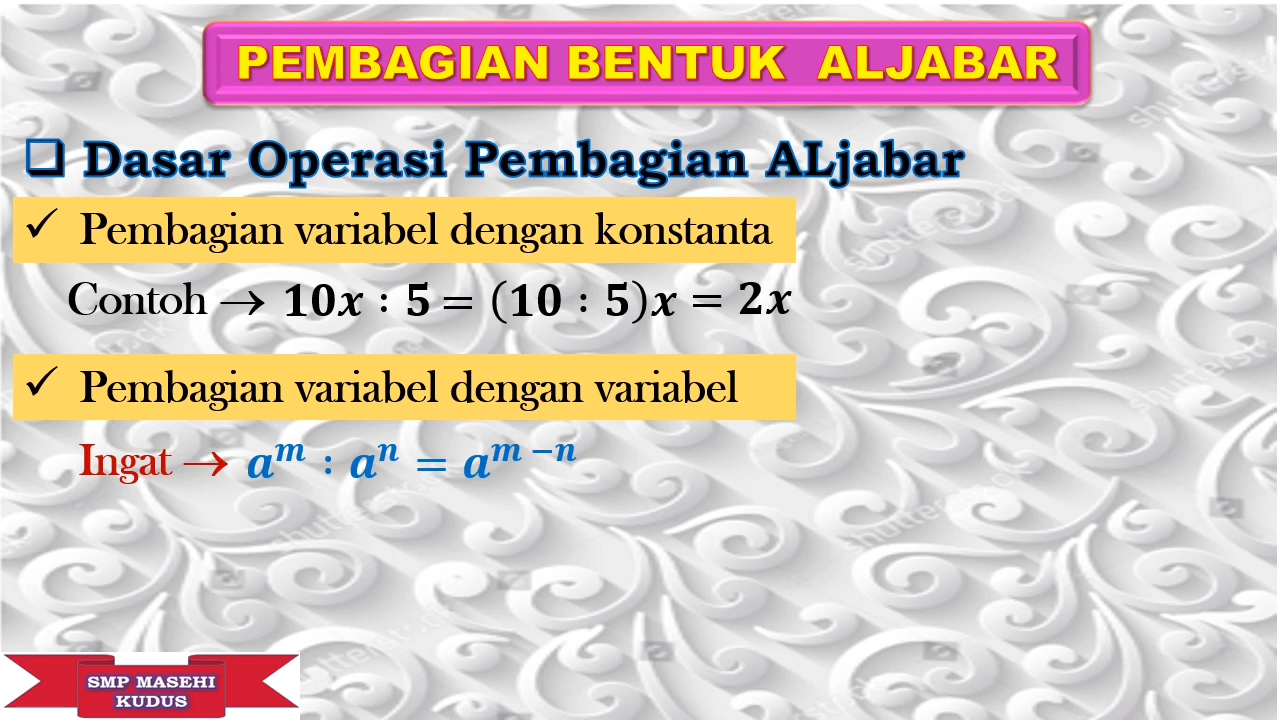 PEMBAGIAN BENTUK ALJABAR
❑ Dasar Operasi Pembagian ALjabar
✓ Pembagian variabel dengan konstanta
Contoh → 10x : 5 = (10 : 5)x = 2x
✓ Pembagian variabel dengan variabel
Ingat → a^m : a^n = a^{m −n}
SMP MASEHI
KUDUS